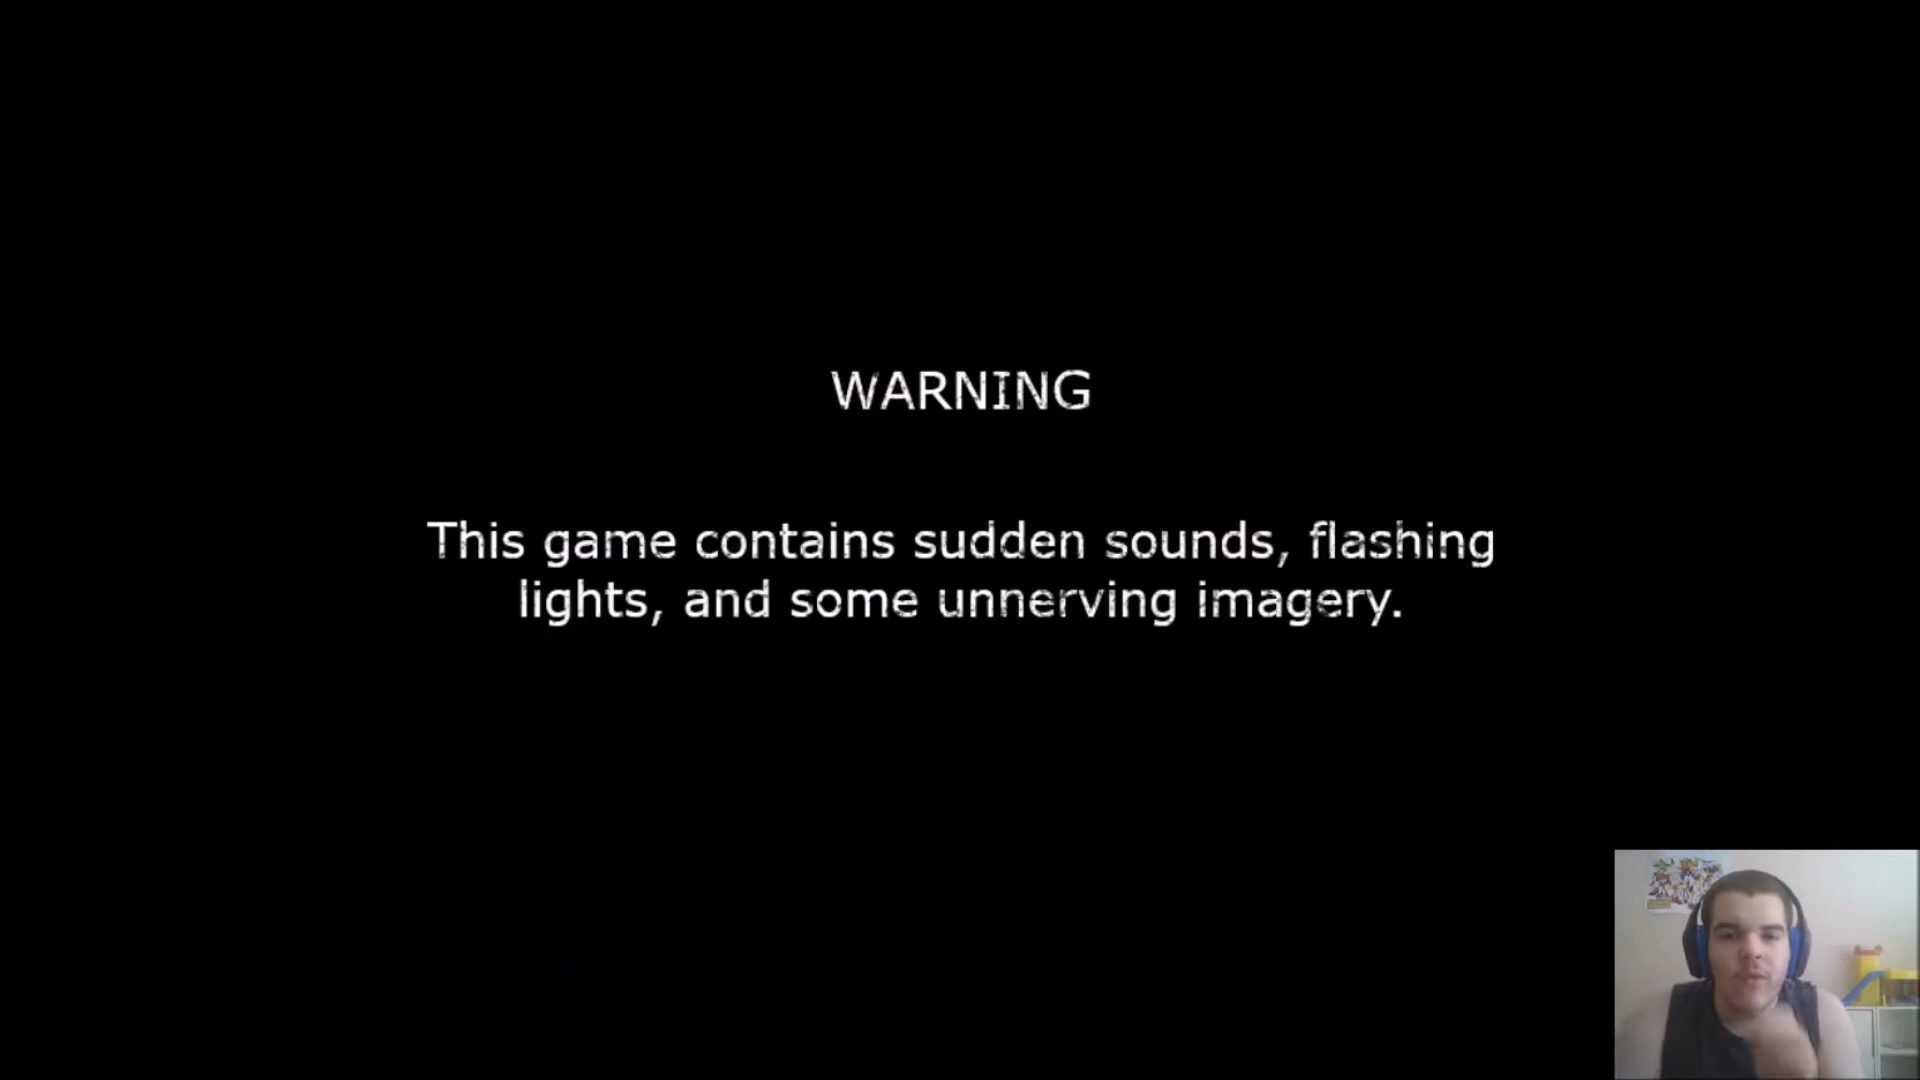 WARNING
This game contains sudden sounds, flashing
lights, and some unnerving imagery.